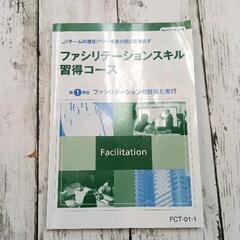 チームの潜在パワーを最大限に引き出す
ファシリテーションスキル
習得コース
第1単位 ファシリテーションの計画と実行
Facilitation
FCT-01-1